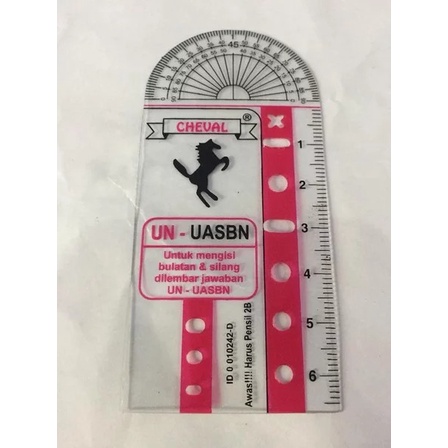 45
CHEVAL ®
UN - UASBN
Untuk mengisi
bulatan & silang
dilembar jawaban
UN - UASBN
ID 0 010242-D
Awas!!!! Harus Pensil 2B
1
2
3
4
5
6